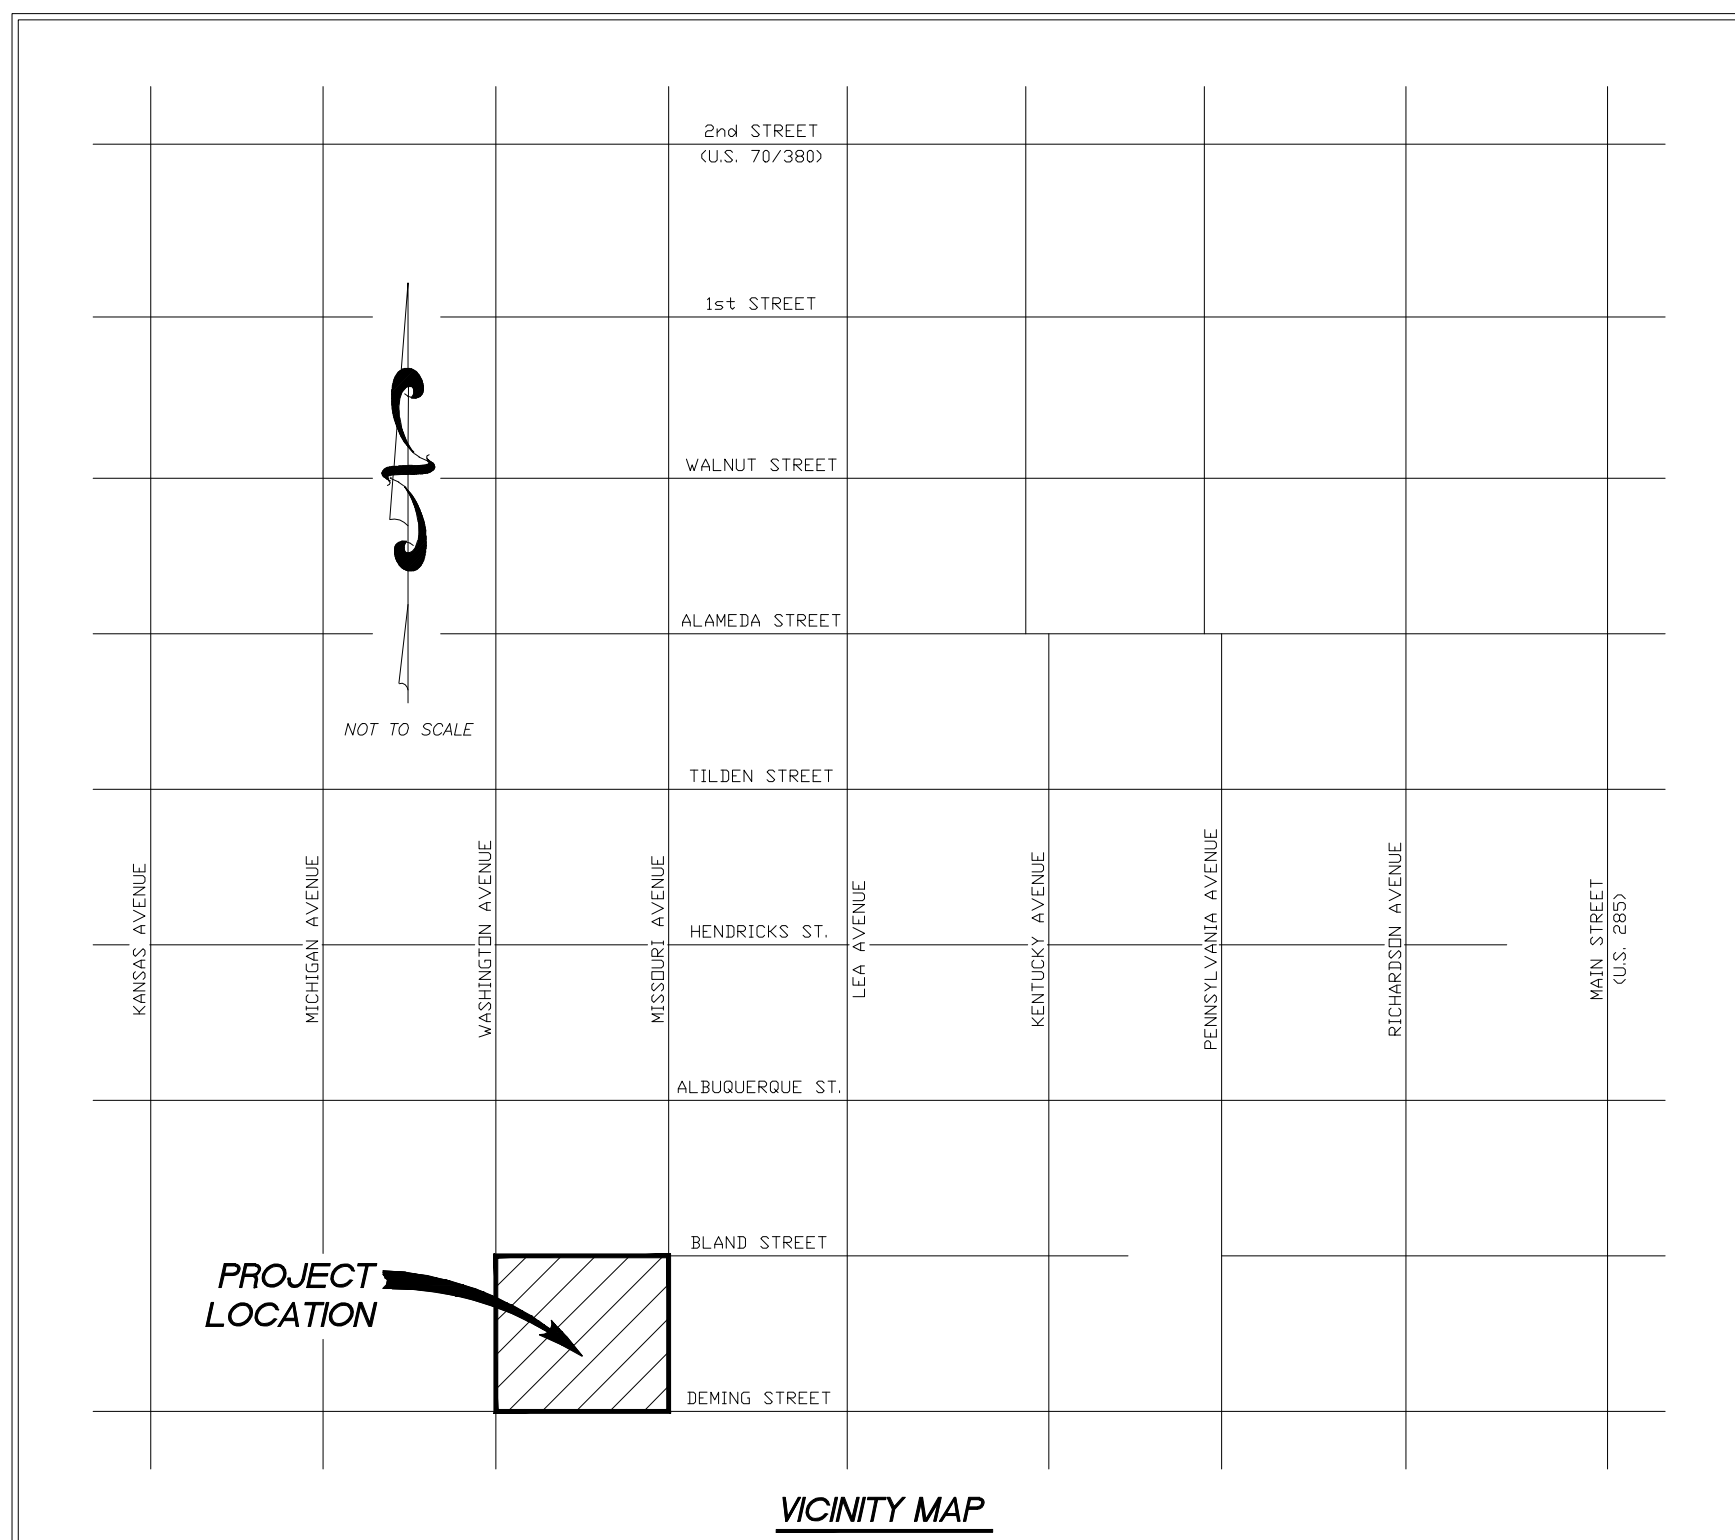 2nd STREET
(U.S. 70/380)
1st STREET
WALNUT STREET
ALAMEDA STREET
NOT TO SCALE
TILDEN STREET
KANSAS AVENUE
MICHIGAN AVENUE
WASHINGTON AVENUE
MISSOURI AVENUE
HENDRICKS ST.
LEA AVENUE
KENTUCKY AVENUE
PENNSYLVANIA AVENUE
RICHARDSON AVENUE
MAIN STREET
(U.S. 285)
ALBUQUERQUE ST.
BLAND STREET
PROJECT
LOCATION
DEMING STREET
VICINITY MAP